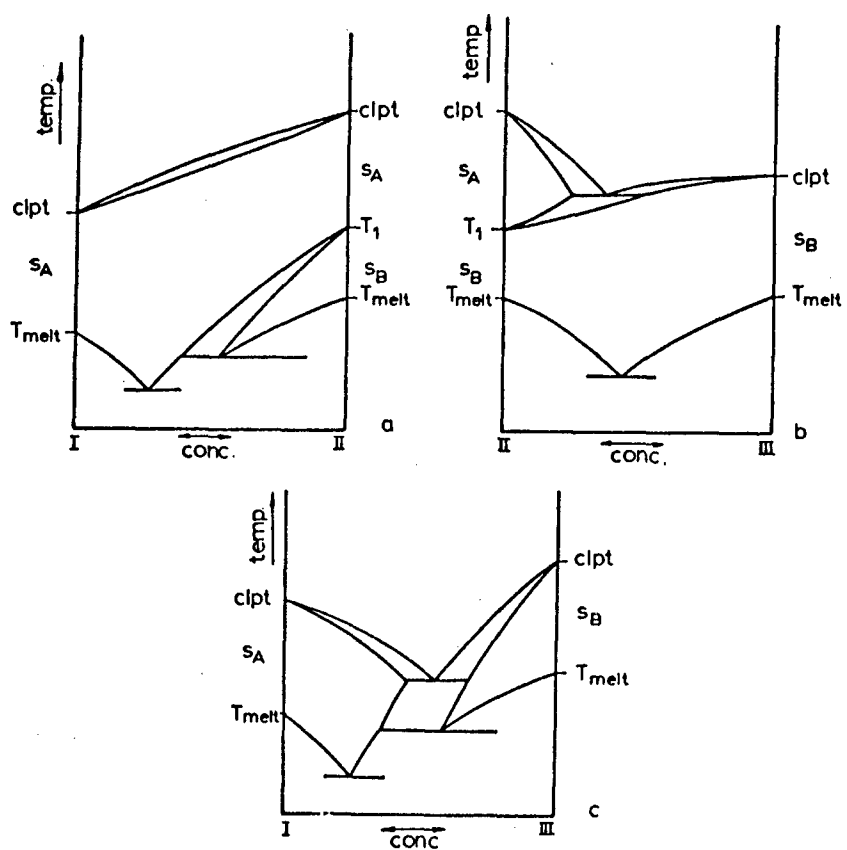 temp.
clpt
S_A
T_1
S_B
T_melt
clpt
S_A
T_melt
I
conc.
II
a
temp.
clpt
S_A
T_1
S_B
T_melt
clpt
S_B
T_melt
II
conc.
III
b
temp.
clpt
S_A
T_melt
clpt
S_B
T_melt
I
conc
III
c